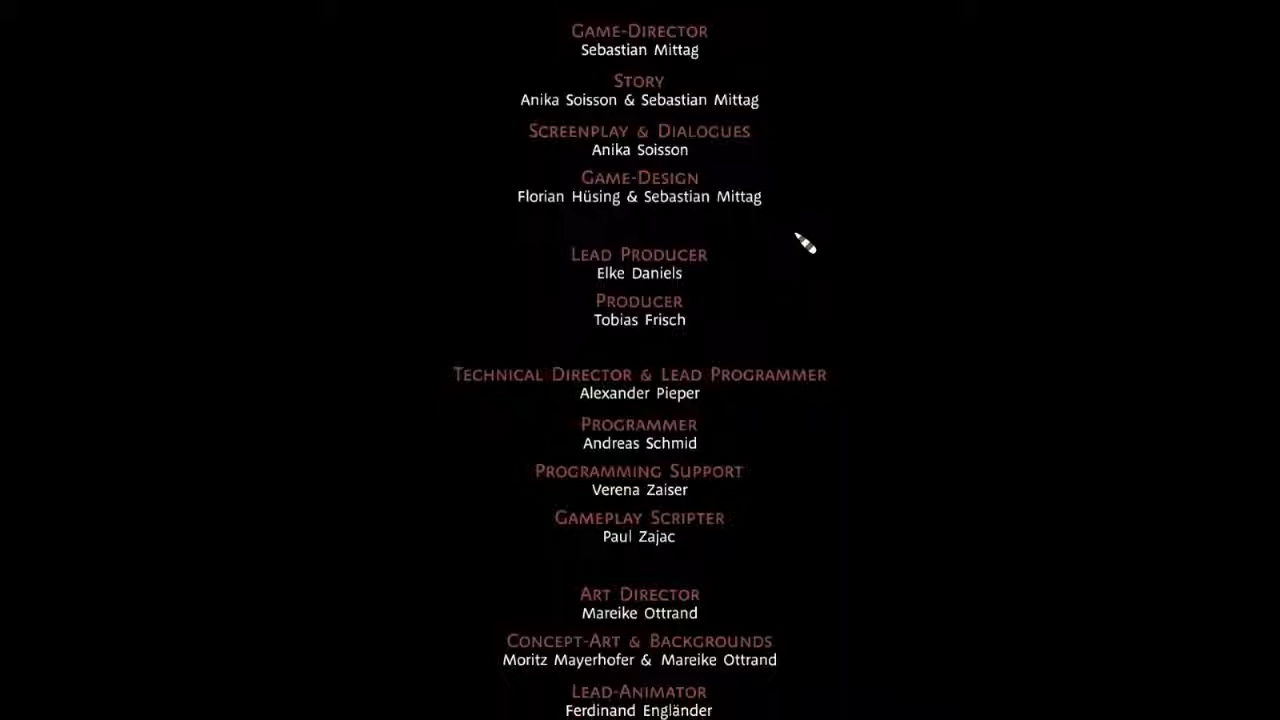 GAME-DIRECTOR
Sebastian Mittag
STORY
Anika Soisson & Sebastian Mittag
SCREENPLAY & DIALOGUES
Anika Soisson
GAME-DESIGN
Florian Hüsing & Sebastian Mittag
LEAD PRODUCER
Elke Daniels
PRODUCER
Tobias Frisch
TECHNICAL DIRECTOR & LEAD PROGRAMMER
Alexander Pieper
PROGRAMMER
Andreas Schmid
PROGRAMMING SUPPORT
Verena Zaiser
GAMEPLAY SCRIPTER
Paul Zajac
ART DIRECTOR
Mareike Ottrand
CONCEPT-ART & BACKGROUNDS
Moritz Mayerhofer & Mareike Ottrand
LEAD-ANIMATOR
Ferdinand Engländer